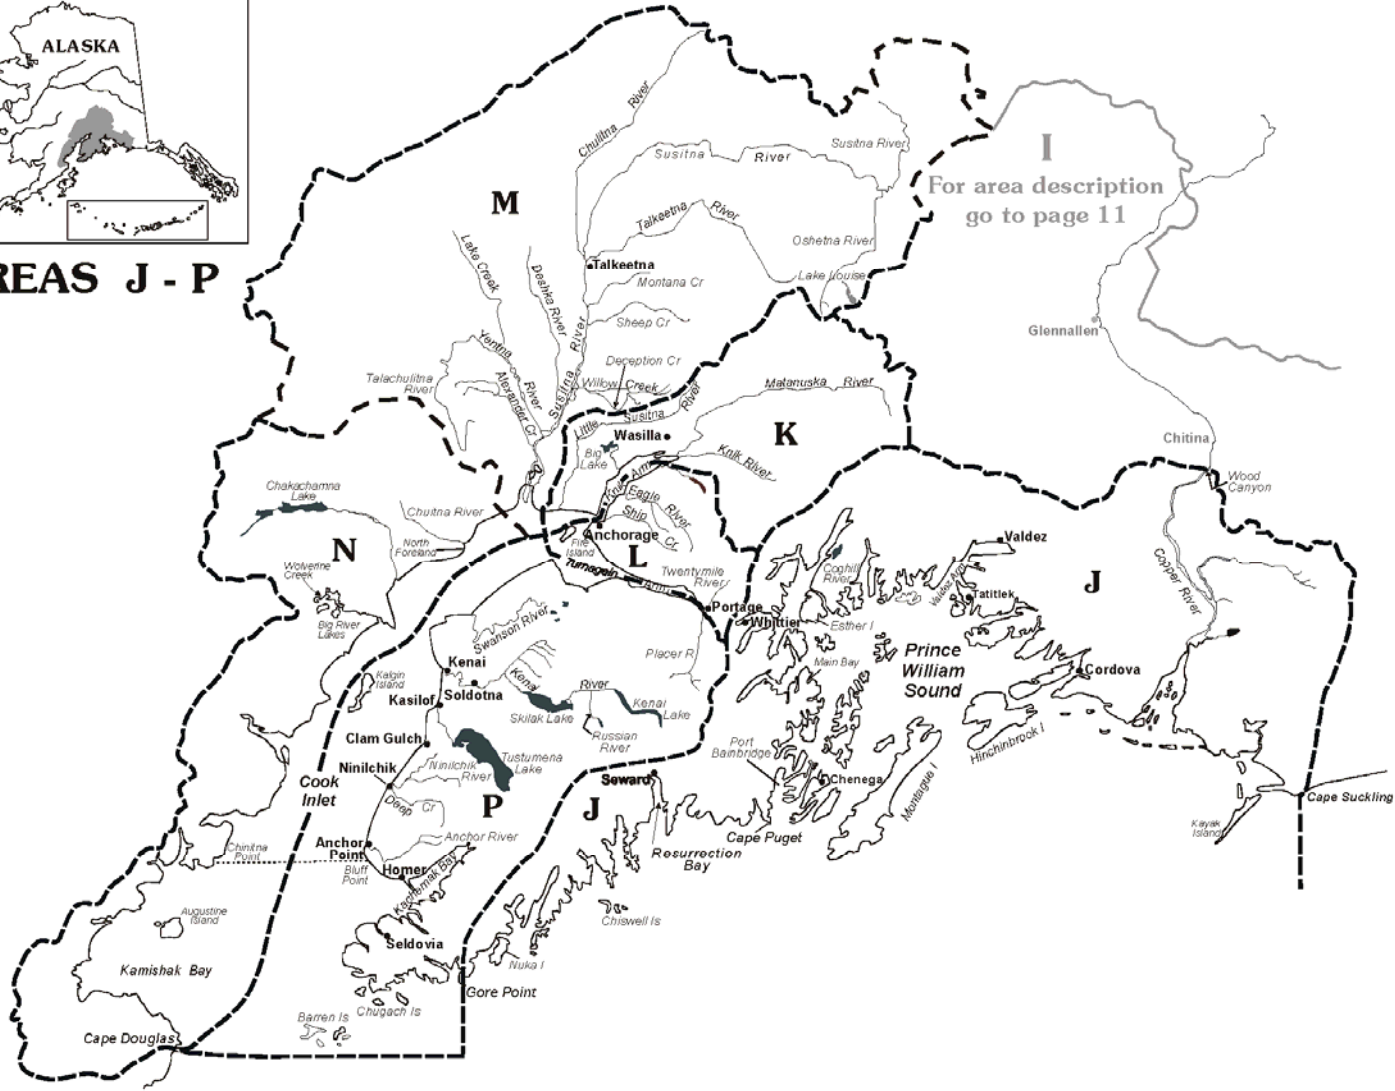 ALASKA
REAS J - P
M
Chulitna
River
Susitna
River
Susitna River
I
For area description
go to page 11
Talkeetna
River
Oshetna River
Lake Louise
Lake Creek
Deshka River
Talkeetna
Montana Cr
Sheep Cr
Glennallen
Yentna
River
Susitna
River
Deception Cr
Talachulitna
River
Alexander Cr
Willow Creek
Matanuska River
Little
Susitna
River
Wasilla
K
Chitina
Big
Lake
Knik River
Knik
Arm
Wood
Canyon
Chakachamna
Lake
Eagle
River
Chuitna River
Ship
Cr
North
Foreland
Fire
Island
Anchorage
Valdez
N
L
Coghill
River
Valdez Arm
Copper River
J
Wolverine
Creek
Turnagain
Arm
Twentymile
River
Tatitlek
Big River
Lakes
Swanson River
Portage
Whittier
Esther I
Placer R
Prince
William
Sound
Main Bay
Kenai
Cordova
Kalgin
Island
Soldotna
Kenai
River
Kasilof
Skilak Lake
Kenai
Lake
Russian
River
Hinchinbrook I
Clam Gulch
Port
Bainbridge
Tustumena
Lake
Ninilchik
Ninilchik
River
Seward
Chenega
Montague I
Cook
Inlet
Deep
Cr
P
J
Cape Suckling
Kayak
Island
Cape Puget
Anchor River
Anchor
Point
Chinitna
Point
Resurrection
Bay
Bluff
Point
Homer
Kachemak Bay
Augustine
Island
Chiswell Is
Seldovia
Nuka I
Kamishak Bay
Gore Point
Chugach Is
Barren Is
Cape Douglas